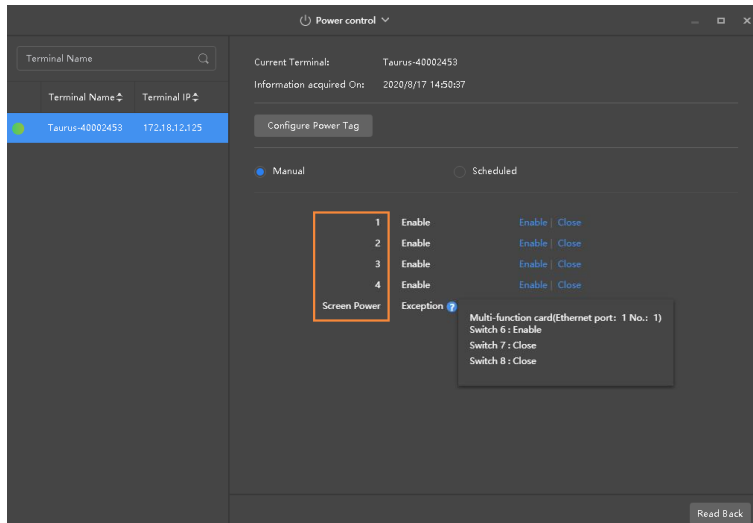 Power control
Terminal Name
Terminal Name Terminal IP
Taurus-40002453 172.18.12.125
Current Terminal: Taurus-40002453
Information acquired On: 2020/8/17 14:50:37
Configure Power Tag
Manual Scheduled
1 Enable Enable | Close
2 Enable Enable | Close
3 Enable Enable | Close
4 Enable Enable | Close
Screen Power Exception ?
Multi-function card(Ethernet port: 1 No.: 1)
Switch 6 : Enable
Switch 7 : Close
Switch 8 : Close
Read Back